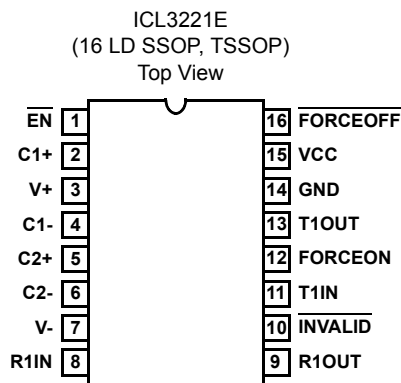 ICL3221E
(16 LD SSOP, TSSOP)
Top View
EN 1 16 FORCEOFF
C1+ 2 15 VCC
V+ 3 14 GND
C1- 4 13 T1OUT
C2+ 5 12 FORCEON
C2- 6 11 T1IN
V- 7 10 INVALID
R1IN 8 9 R1OUT